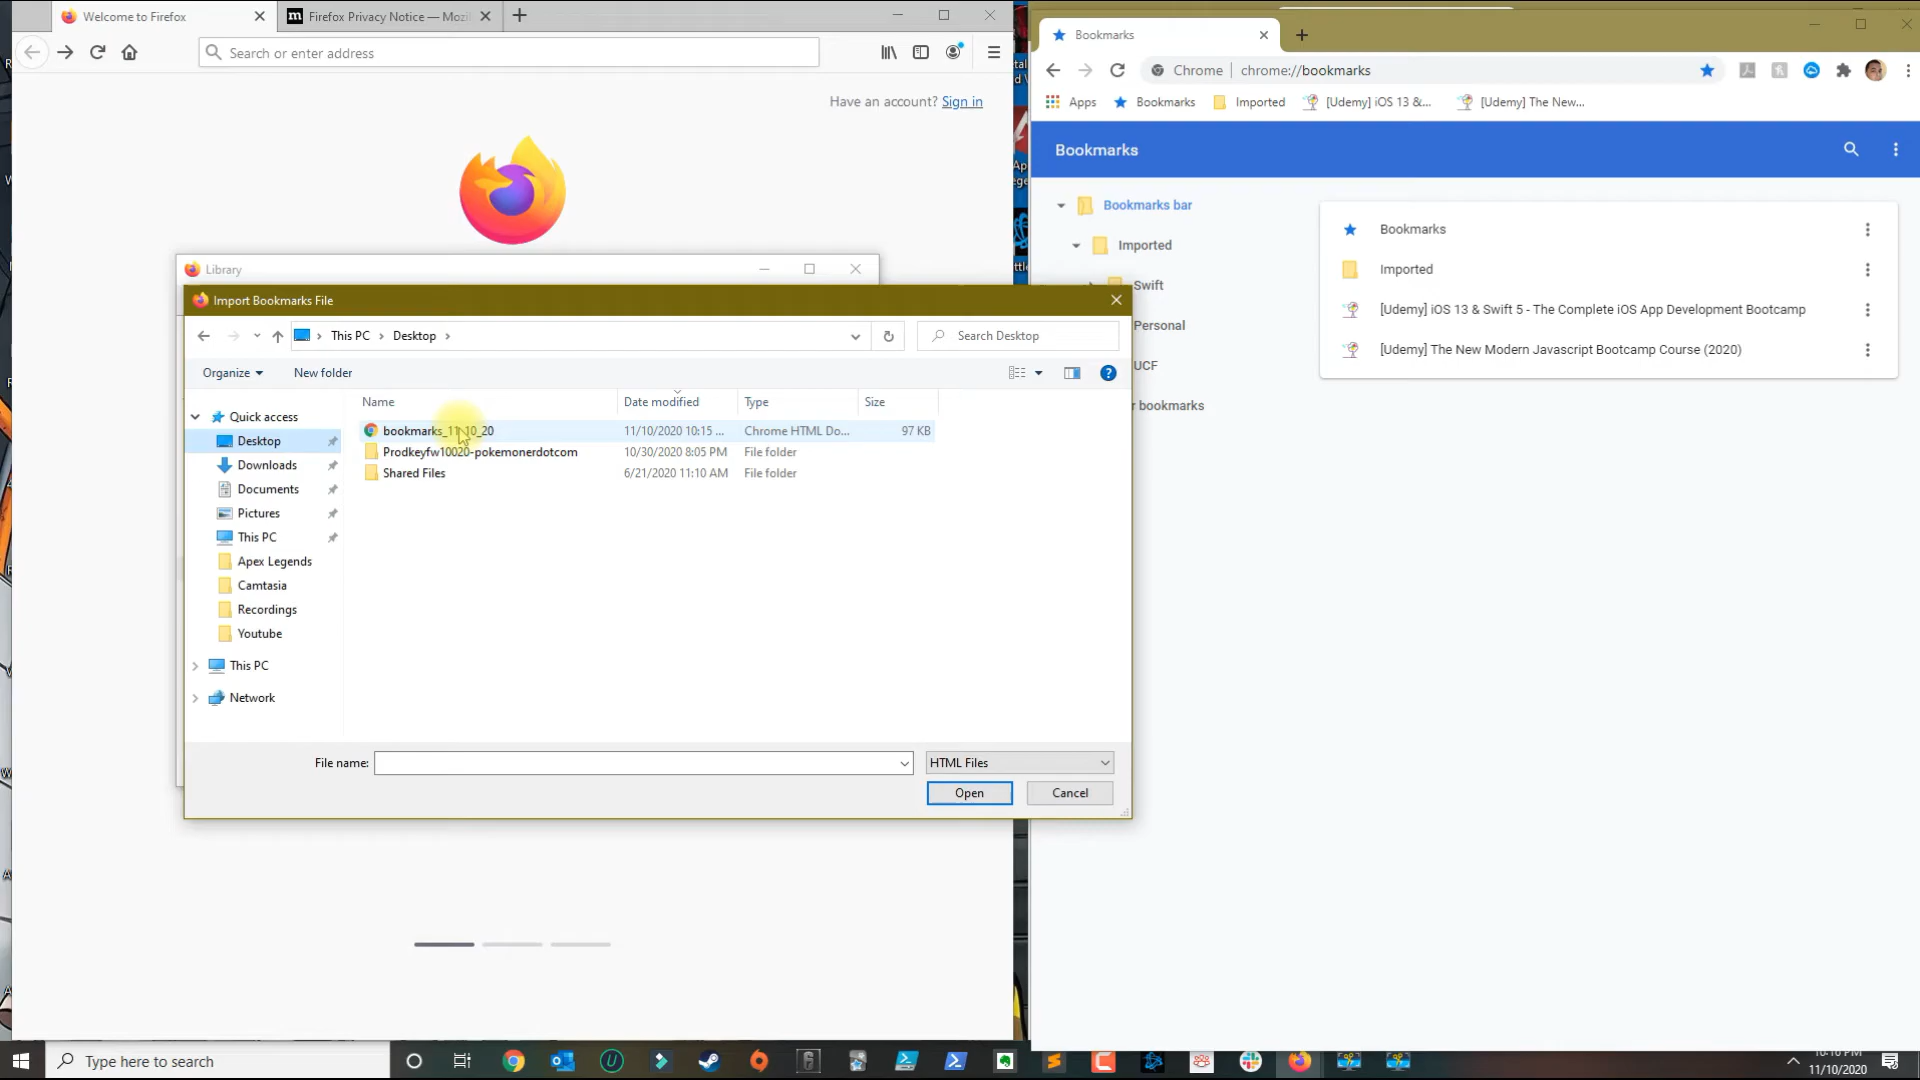 Welcome to Firefox
Firefox Privacy Notice — Mozil
Search or enter address
Have an account? Sign in
Library
Import Bookmarks File
This PC
Desktop
Search Desktop
Organize
New folder
Name
Date modified
Type
Size
bookmarks_11_10_20
11/10/2020 10:15 ...
Chrome HTML Do...
97 KB
Prodkeyfw10020-pokemonerdotcom
10/30/2020 8:05 PM
File folder
Shared Files
6/21/2020 11:10 AM
File folder
Quick access
Desktop
Downloads
Documents
Pictures
This PC
Apex Legends
Camtasia
Recordings
Youtube
This PC
Network
File name:
HTML Files
Open
Cancel
Bookmarks
Chrome
chrome://bookmarks
Apps
Bookmarks
Imported
[Udemy] iOS 13 &...
[Udemy] The New...
Bookmarks
Bookmarks bar
Imported
Swift
Personal
UCF
r bookmarks
Bookmarks
Imported
[Udemy] iOS 13 & Swift 5 - The Complete iOS App Development Bootcamp
[Udemy] The New Modern Javascript Bootcamp Course (2020)
Type here to search
11/10/2020